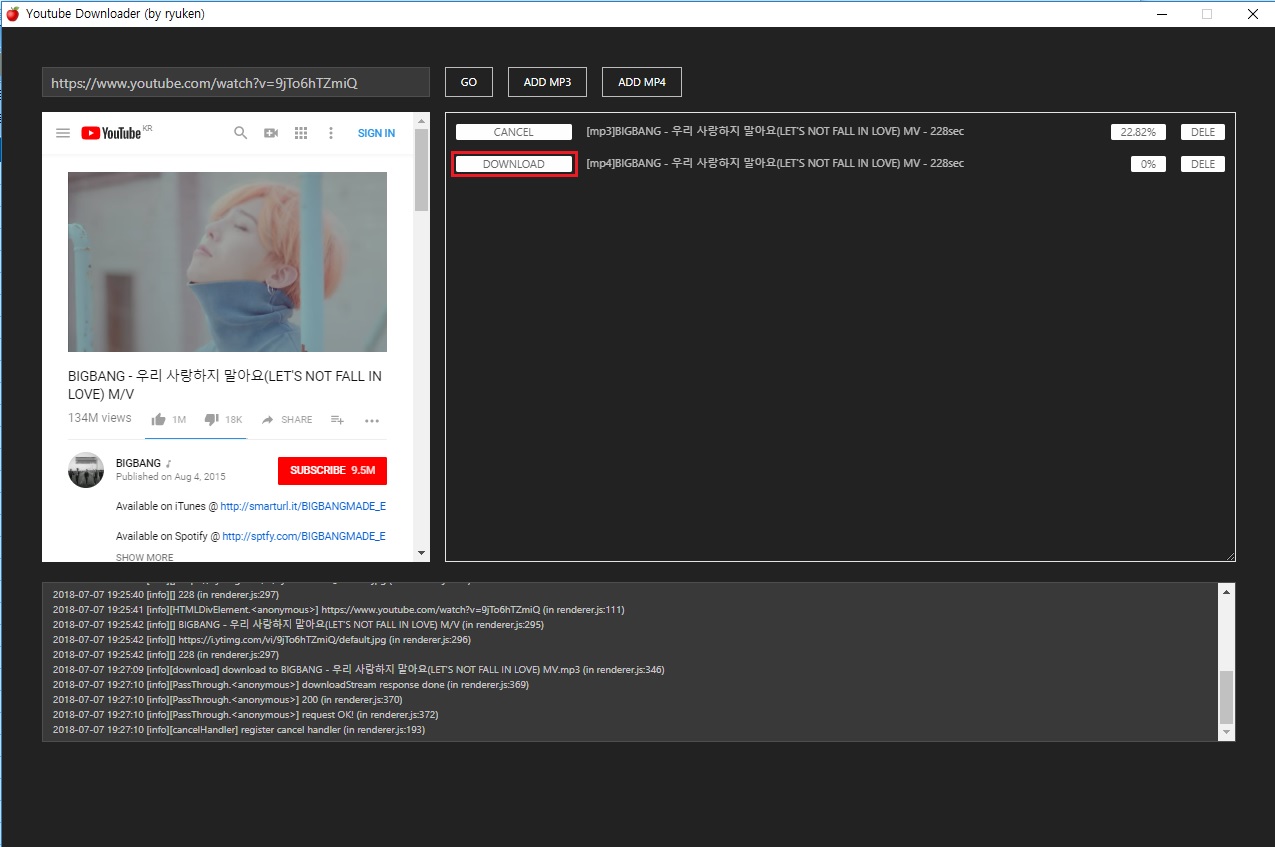 Youtube Downloader (by ryuken)
https://www.youtube.com/watch?v=9jTo6hTZmiQ
GO
ADD MP3
ADD MP4
YouTube KR
SIGN IN
BIGBANG - 우리 사랑하지 말아요(LET'S NOT FALL IN
LOVE) M/V
134M views
1M
18K
SHARE
BIGBANG
Published on Aug 4, 2015
SUBSCRIBE 9.5M
Available on iTunes @ http://smarturl.it/BIGBANGMADE_E
Available on Spotify @ http://sptfy.com/BIGBANGMADE_E
SHOW MORE
CANCEL
[mp3]BIGBANG - 우리 사랑하지 말아요(LET'S NOT FALL IN LOVE) MV - 228sec
22.82%
DELE
DOWNLOAD
[mp4]BIGBANG - 우리 사랑하지 말아요(LET'S NOT FALL IN LOVE) MV - 228sec
0%
DELE
2018-07-07 19:25:40 [info][] 228 (in renderer.js:297)
2018-07-07 19:25:41 [info][HTMLDivElement.<anonymous>] https://www.youtube.com/watch?v=9jTo6hTZmiQ (in renderer.js:111)
2018-07-07 19:25:42 [info][] BIGBANG - 우리 사랑하지 말아요(LET'S NOT FALL IN LOVE) M/V (in renderer.js:295)
2018-07-07 19:25:42 [info][] https://i.ytimg.com/vi/9jTo6hTZmiQ/default.jpg (in renderer.js:296)
2018-07-07 19:25:42 [info][] 228 (in renderer.js:297)
2018-07-07 19:27:09 [info][download] download to BIGBANG - 우리 사랑하지 말아요(LET'S NOT FALL IN LOVE) MV.mp3 (in renderer.js:346)
2018-07-07 19:27:10 [info][PassThrough.<anonymous>] downloadStream response done (in renderer.js:369)
2018-07-07 19:27:10 [info][PassThrough.<anonymous>] 200 (in renderer.js:370)
2018-07-07 19:27:10 [info][PassThrough.<anonymous>] request OK! (in renderer.js:372)
2018-07-07 19:27:10 [info][cancelHandler] register cancel handler (in renderer.js:193)